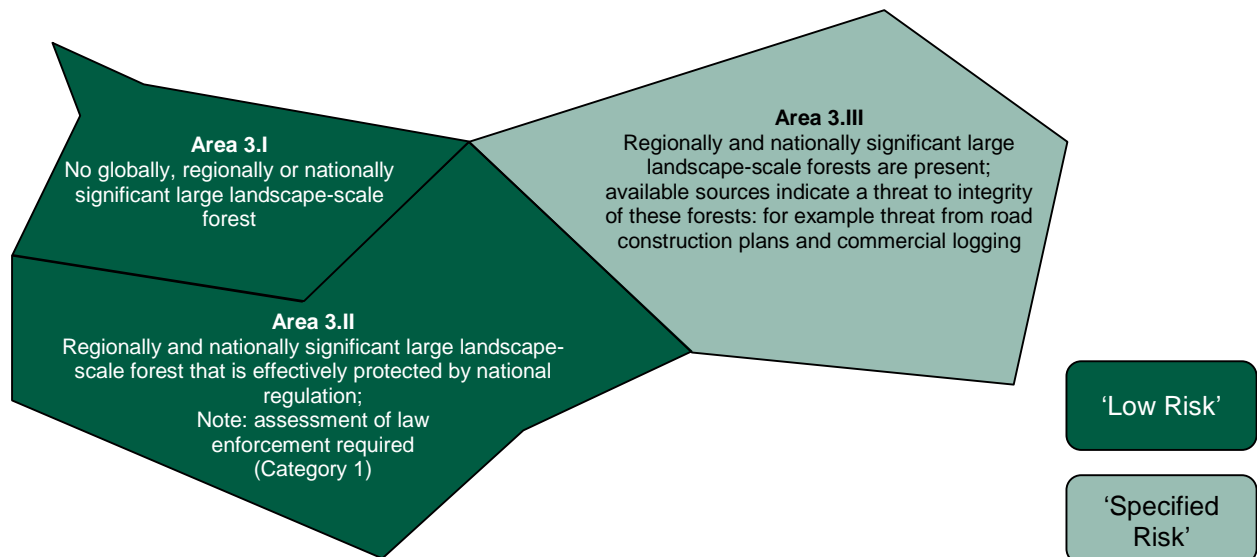 Area 3.I
No globally, regionally or nationally
significant large landscape-scale
forest
Area 3.III
Regionally and nationally significant large
landscape-scale forests are present;
available sources indicate a threat to integrity
of these forests: for example threat from road
construction plans and commercial logging
Area 3.II
Regionally and nationally significant large landscape-
scale forest that is effectively protected by national
regulation;
Note: assessment of law
enforcement required
(Category 1)
‘Low Risk’
‘Specified
Risk’